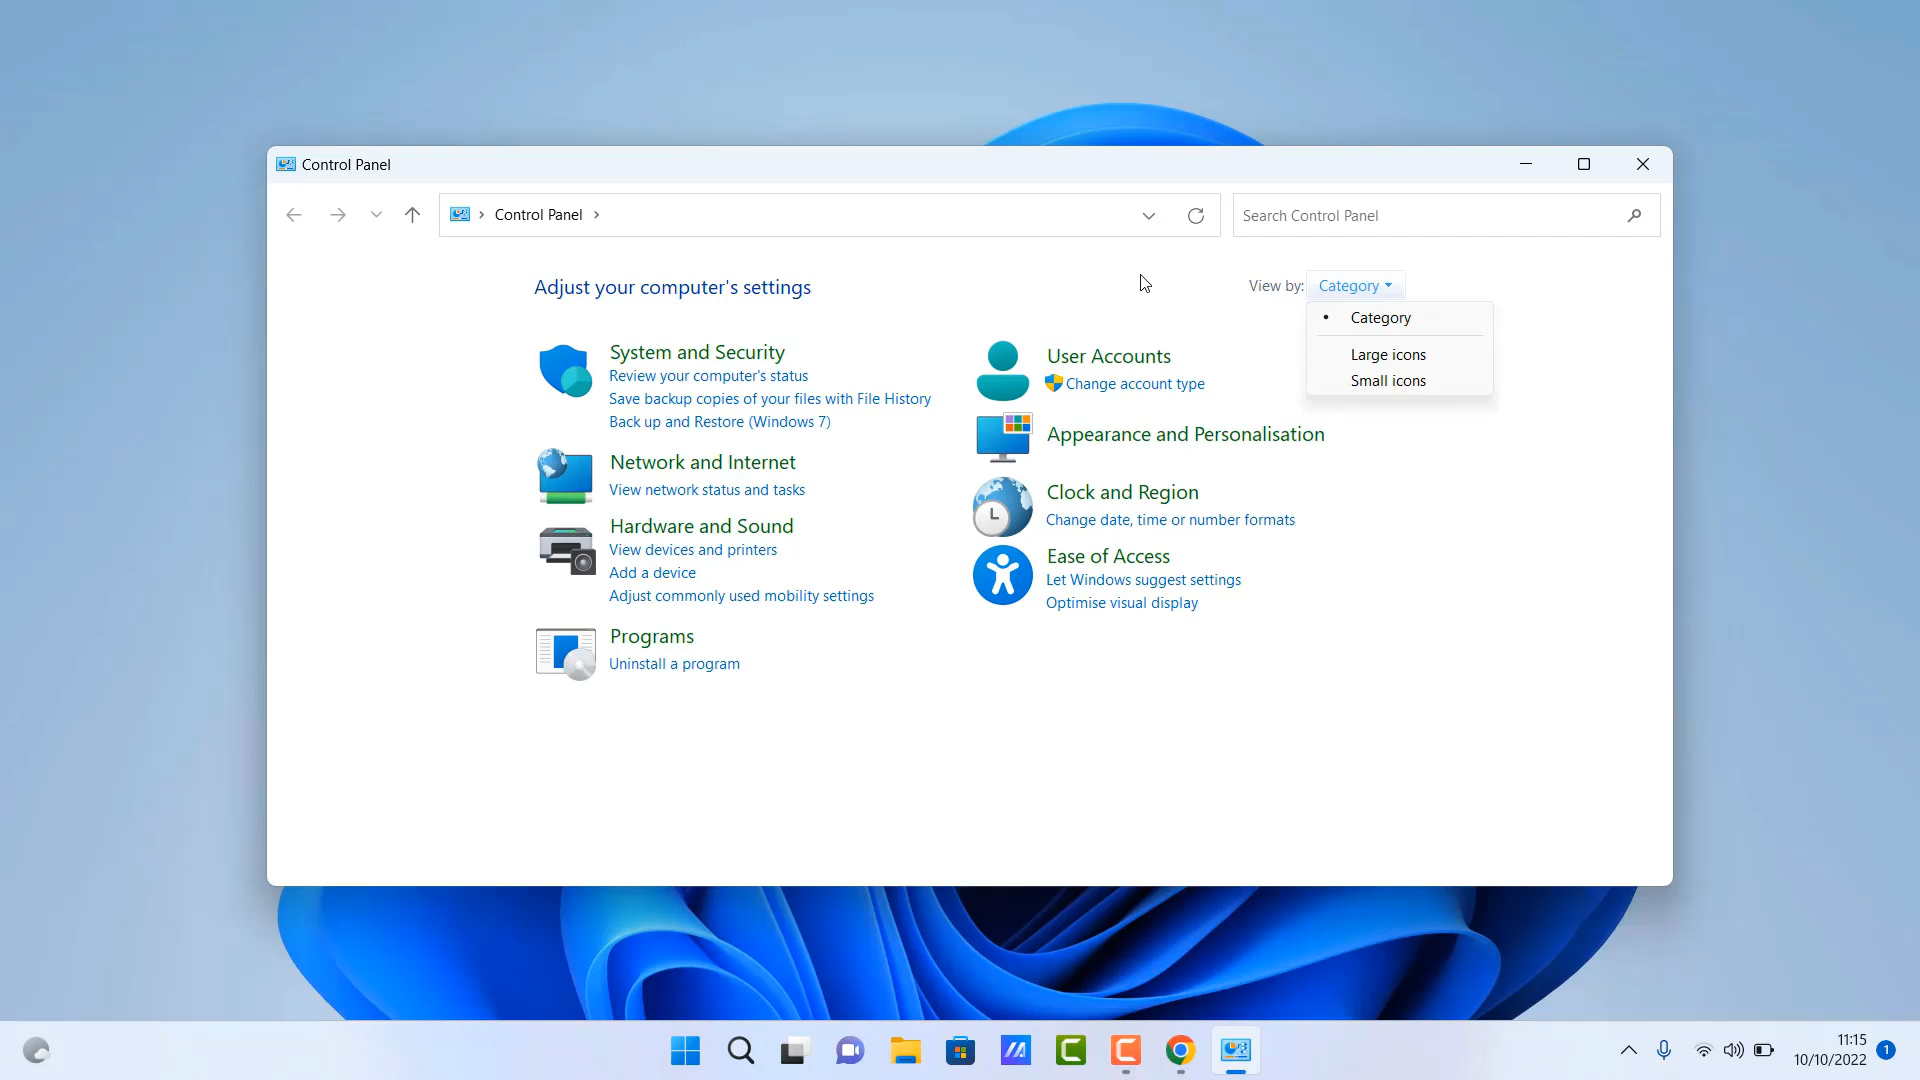 Control Panel
Control Panel
Search Control Panel
Adjust your computer's settings
View by: Category
Category
Large icons
Small icons
System and Security
Review your computer's status
Save backup copies of your files with File History
Back up and Restore (Windows 7)
Network and Internet
View network status and tasks
Hardware and Sound
View devices and printers
Add a device
Adjust commonly used mobility settings
Programs
Uninstall a program
User Accounts
Change account type
Appearance and Personalisation
Clock and Region
Change date, time or number formats
Ease of Access
Let Windows suggest settings
Optimise visual display
11:15
10/10/2022
1